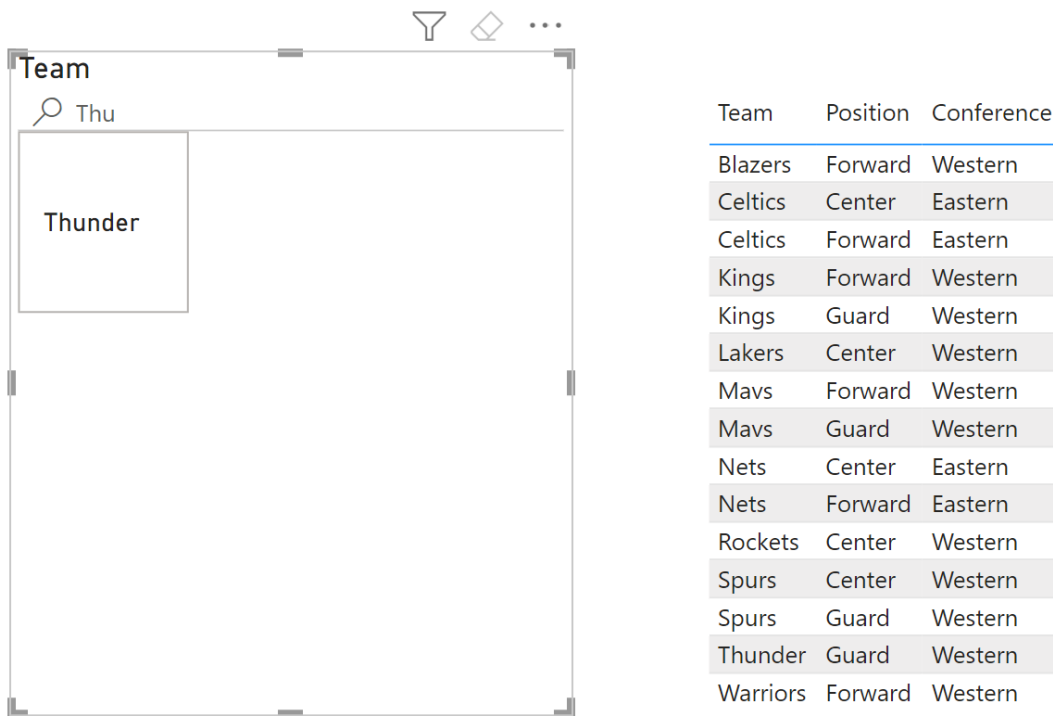 Team
Thu
Thunder
Team Position Conference
Blazers Forward Western
Celtics Center Eastern
Celtics Forward Eastern
Kings Forward Western
Kings Guard Western
Lakers Center Western
Mavs Forward Western
Mavs Guard Western
Nets Center Eastern
Nets Forward Eastern
Rockets Center Western
Spurs Center Western
Spurs Guard Western
Thunder Guard Western
Warriors Forward Western